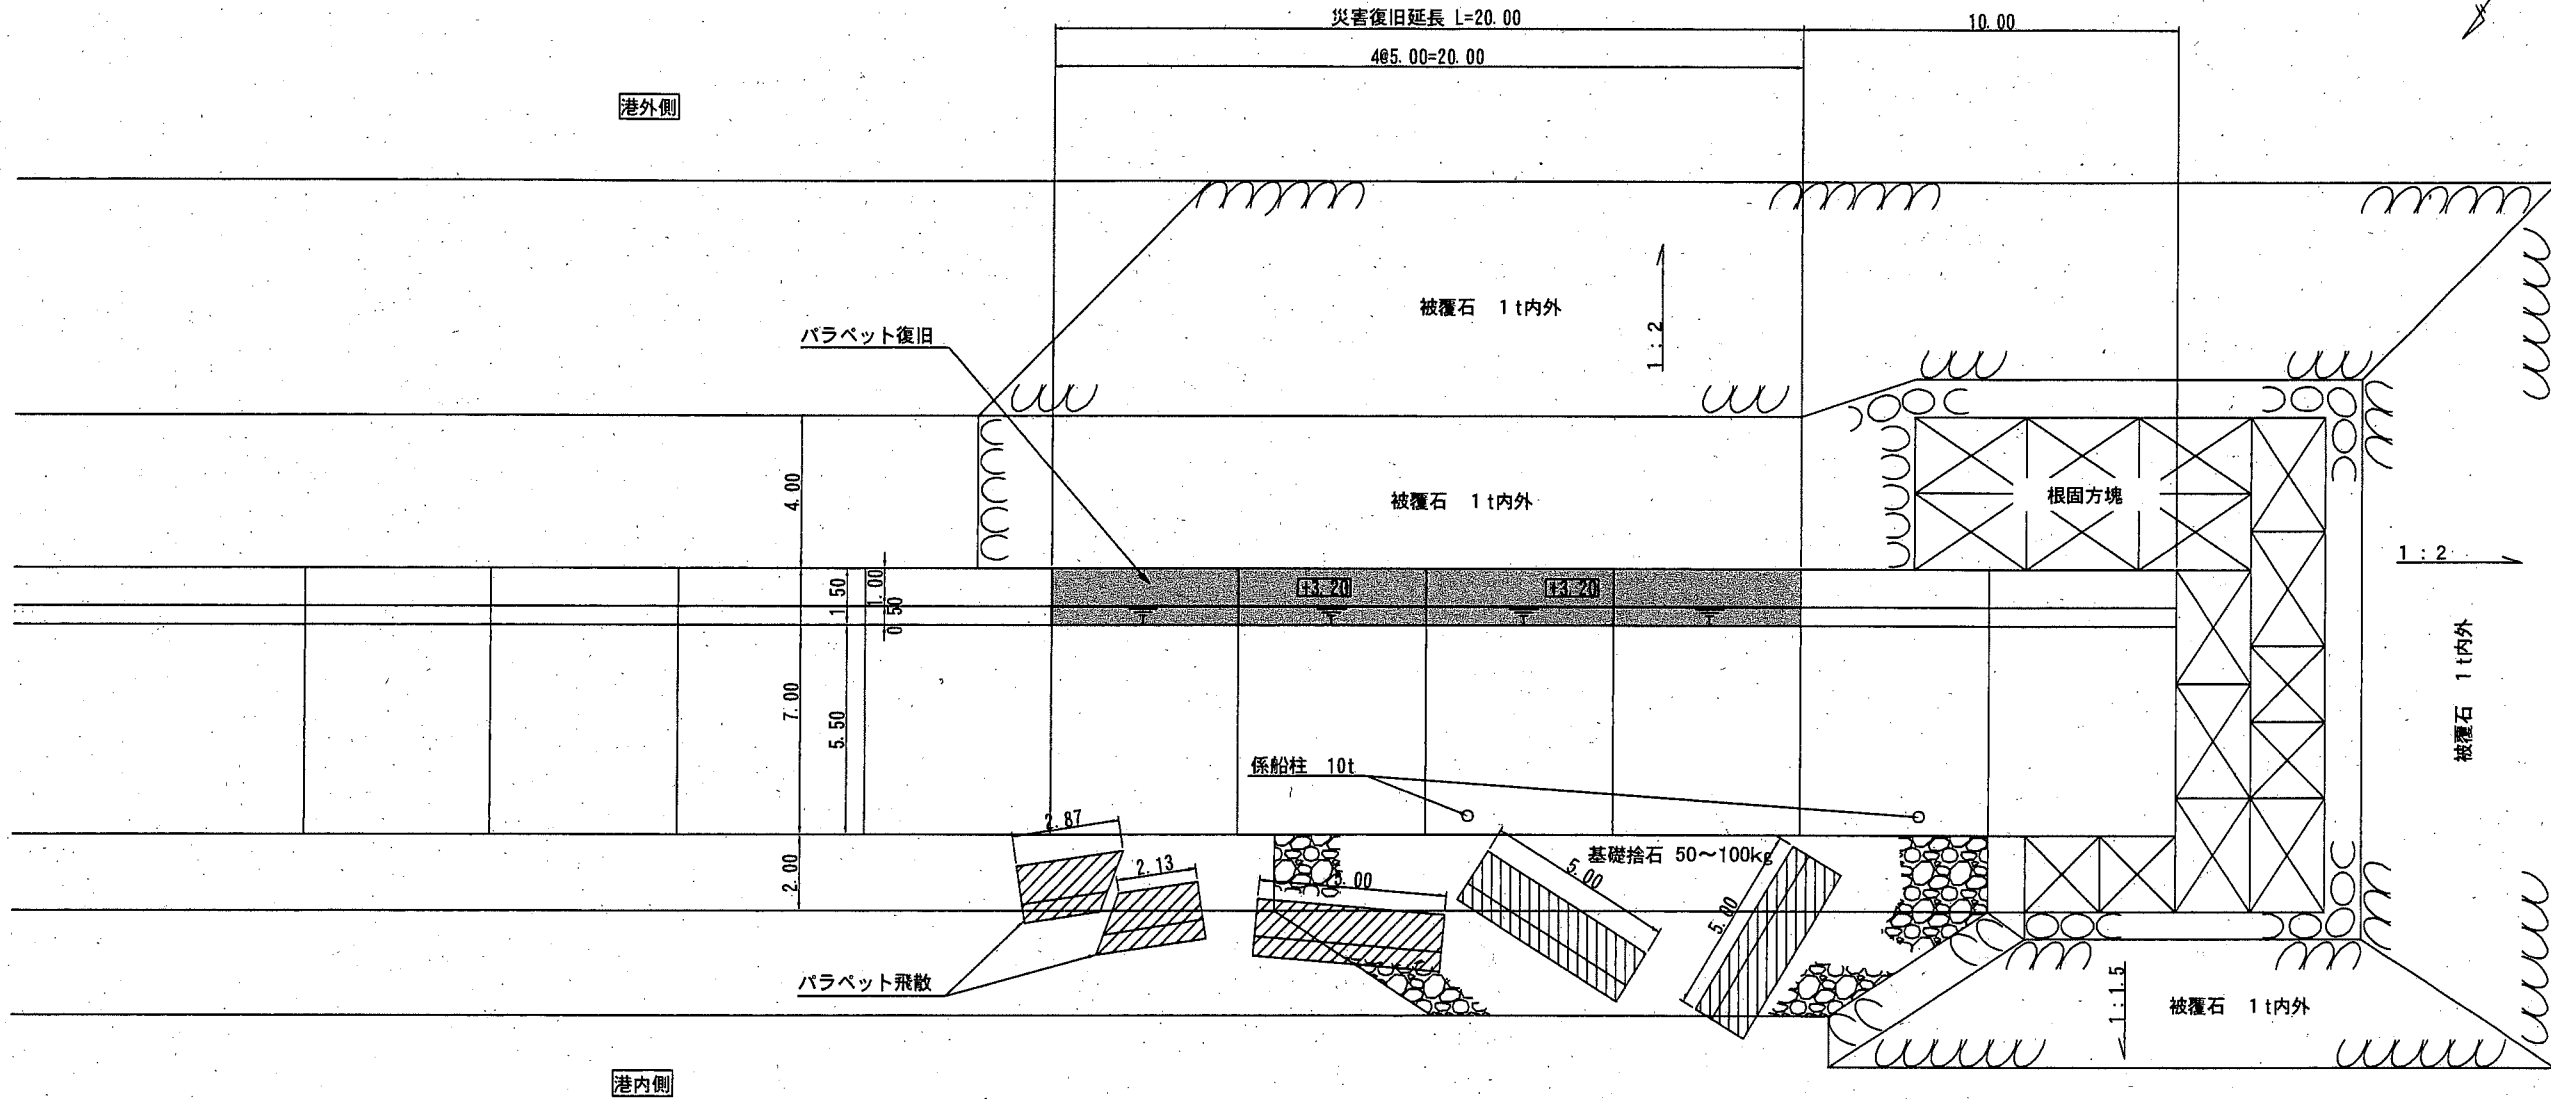 災害復旧延長 L=20.00
10.00
4@5.00=20.00
港外側
被覆石 1t内外
1:2
パラペット復旧
4.00
被覆石 1t内外
根固方塊
1:2
1.50
1.00
0.50
+3.20
+3.20
被覆石 1t内外
7.00
5.50
係船柱 10t
2.87
2.13
2.00
5.00
基礎捨石 50～100kg
5.00
5.00
パラペット飛散
1:1.5
被覆石 1t内外
港内側